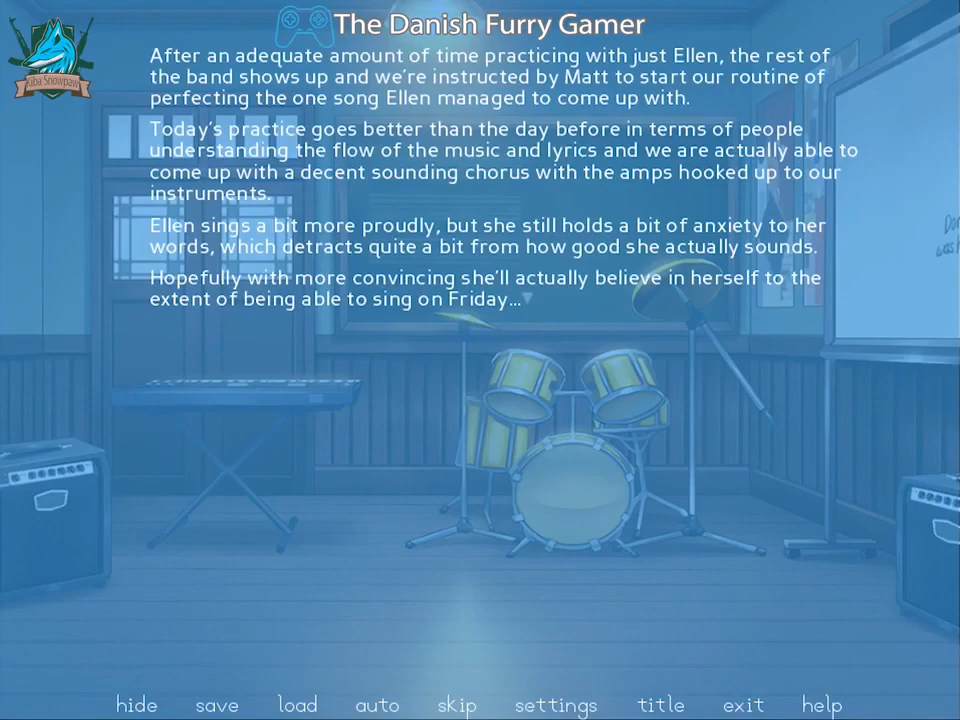 The Danish Furry Gamer
Kiba Snowpaw
After an adequate amount of time practicing with just Ellen, the rest of
the band shows up and we're instructed by Matt to start our routine of
perfecting the one song Ellen managed to come up with.
Today's practice goes better than the day before in terms of people
understanding the flow of the music and lyrics and we are actually able to
come up with a decent sounding chorus with the amps hooked up to our
instruments.
Ellen sings a bit more proudly, but she still holds a bit of anxiety to her
words, which detracts quite a bit from how good she actually sounds.
Hopefully with more convincing she'll actually believe in herself to the
extent of being able to sing on Friday...
hide save load auto skip settings title exit help